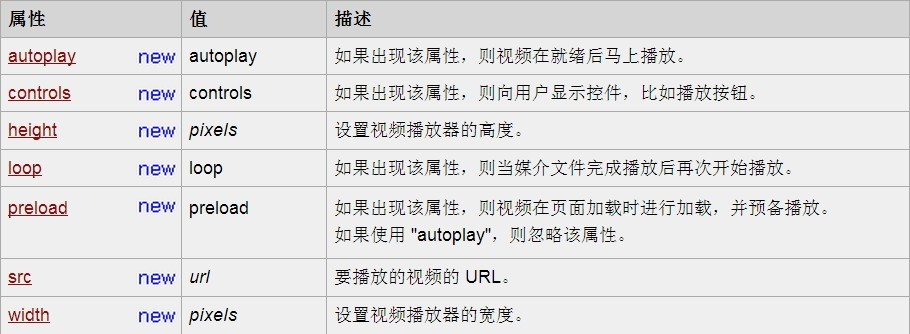 属性 值 描述
autoplay new autoplay 如果出现该属性，则视频在就绪后马上播放。
controls new controls 如果出现该属性，则向用户显示控件，比如播放按钮。
height new pixels 设置视频播放器的高度。
loop new loop 如果出现该属性，则当媒介文件完成播放后再次开始播放。
preload new preload 如果出现该属性，则视频在页面加载时进行加载，并预备播放。
如果使用 "autoplay"，则忽略该属性。
src new url 要播放的视频的 URL。
width new pixels 设置视频播放器的宽度。